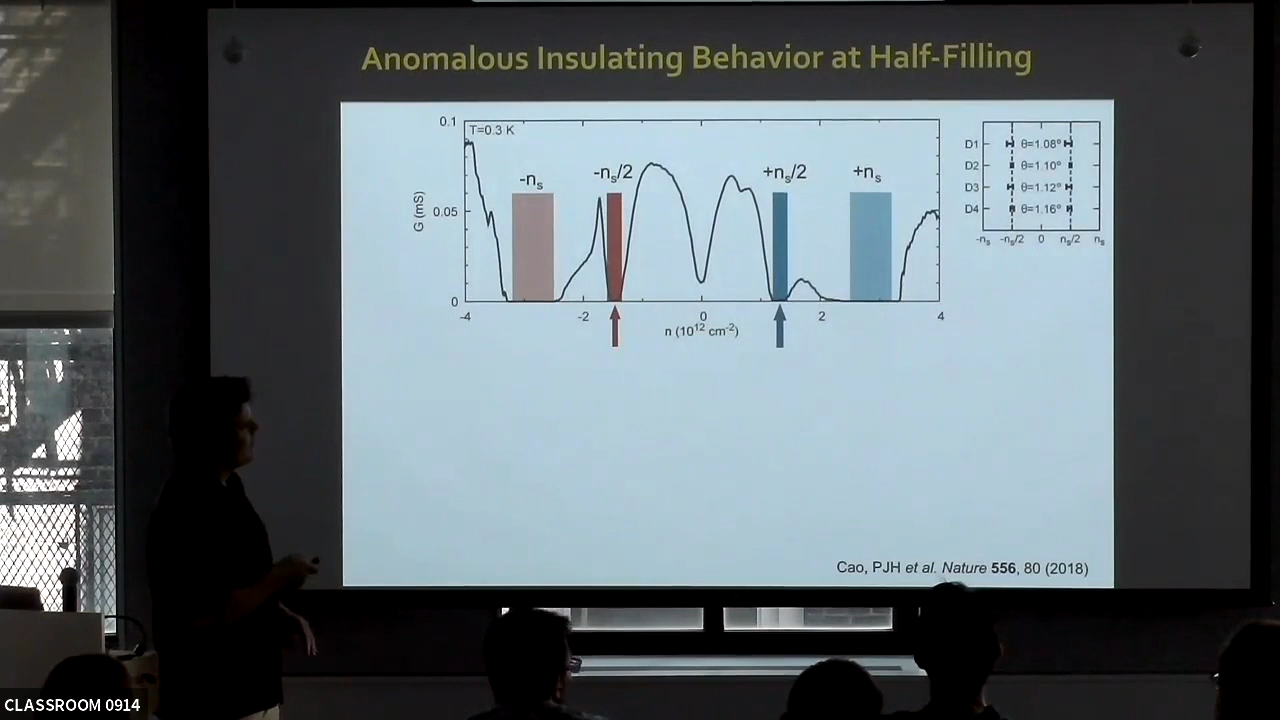 Anomalous Insulating Behavior at Half-Filling
0.1
T=0.3 K
-nₛ
-nₛ/2
+nₛ/2
+nₛ
G (mS)
0.05
0
-4
-2
0
2
4
n (10¹² cm⁻²)
D1 θ=1.08°
D2 θ=1.10°
D3 θ=1.12°
D4 θ=1.16°
-nₛ -nₛ/2 0 nₛ/2 nₛ
Cao, PJH et al. Nature 556, 80 (2018)
CLASSROOM 0914